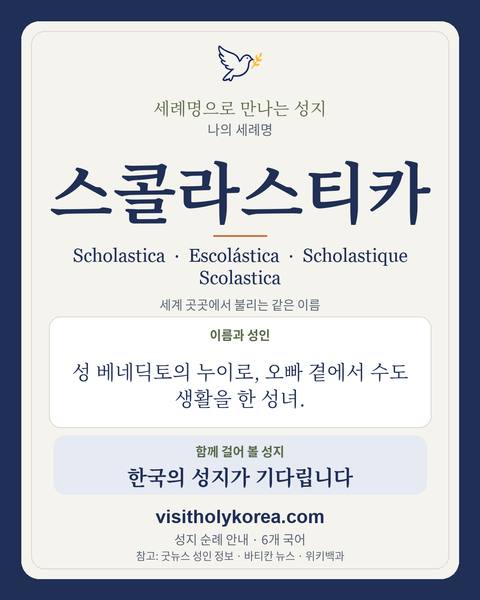 세례명으로 만나는 성지
나의 세례명
스콜라스티카
Scholastica · Escolástica · Scholastique
Scolastica
세계 곳곳에서 불리는 같은 이름
이름과 성인
성 베네딕토의 누이로, 오빠 곁에서 수도
생활을 한 성녀.
함께 걸어 볼 성지
한국의 성지가 기다립니다
visitholykorea.com
성지 순례 안내 · 6개 국어
참고: 굿뉴스 성인 정보 · 바티칸 뉴스 · 위키백과